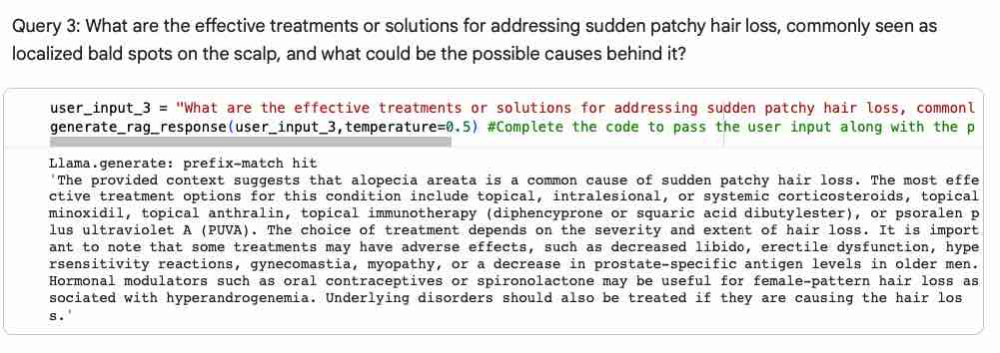 Query 3: What are the effective treatments or solutions for addressing sudden patchy hair loss, commonly seen as
localized bald spots on the scalp, and what could be the possible causes behind it?
user_input_3 = "What are the effective treatments or solutions for addressing sudden patchy hair loss, commonl
generate_rag_response(user_input_3,temperature=0.5) #Complete the code to pass the user input along with the p
Llama.generate: prefix-match hit
'The provided context suggests that alopecia areata is a common cause of sudden patchy hair loss. The most effe
ctive treatment options for this condition include topical, intralesional, or systemic corticosteroids, topical
minoxidil, topical anthralin, topical immunotherapy (diphencyprone or squaric acid dibutylester), or psoralen p
lus ultraviolet A (PUVA). The choice of treatment depends on the severity and extent of hair loss. It is import
ant to note that some treatments may have adverse effects, such as decreased libido, erectile dysfunction, hype
rsensitivity reactions, gynecomastia, myopathy, or a decrease in prostate-specific antigen levels in older men.
Hormonal modulators such as oral contraceptives or spironolactone may be useful for female-pattern hair loss as
sociated with hyperandrogenemia. Underlying disorders should also be treated if they are causing the hair los
s.'